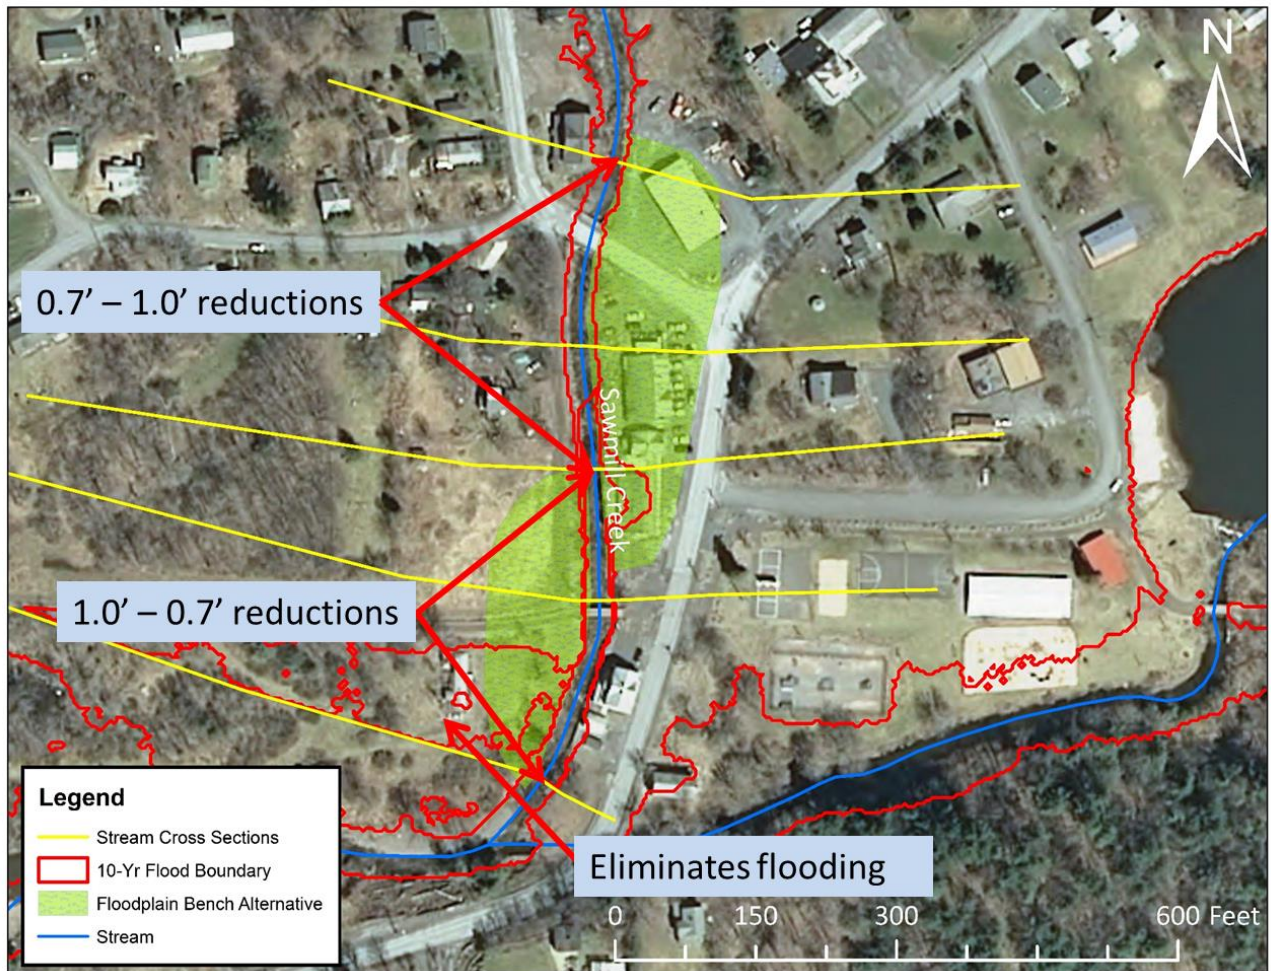 N
0.7’ – 1.0’ reductions
Sawmill Creek
1.0’ – 0.7’ reductions
Eliminates flooding
Legend
Stream Cross Sections
10-Yr Flood Boundary
Floodplain Bench Alternative
Stream
0 150 300 600 Feet